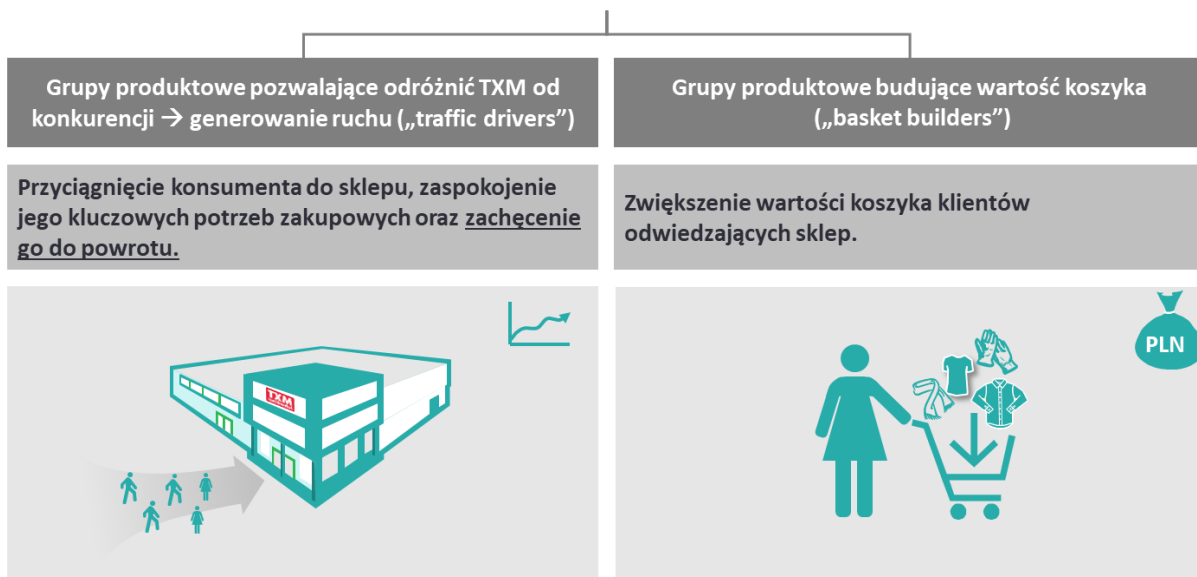 Grupy produktowe pozwalające odróżnić TXM od
konkurencji → generowanie ruchu („traffic drivers”)
Grupy produktowe budujące wartość koszyka
(„basket builders”)
Przyciągnięcie konsumenta do sklepu, zaspokojenie
jego kluczowych potrzeb zakupowych oraz zachęcenie
go do powrotu.
Zwiększenie wartości koszyka klientów
odwiedzających sklep.
TXM
PLN